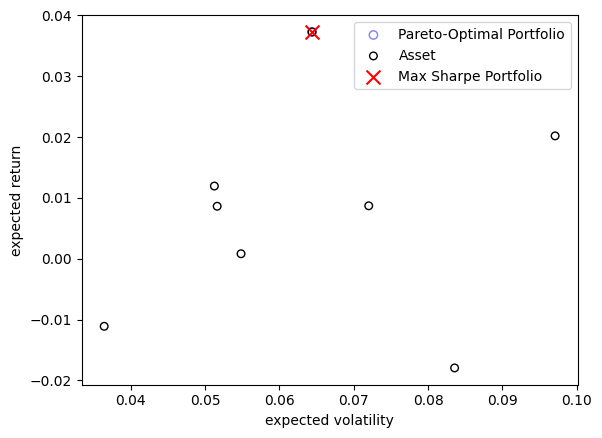 0.04
0.03
0.02
0.01
0.00
−0.01
−0.02
expected return
0.04 0.05 0.06 0.07 0.08 0.09 0.10
expected volatility
Pareto-Optimal Portfolio
Asset
Max Sharpe Portfolio